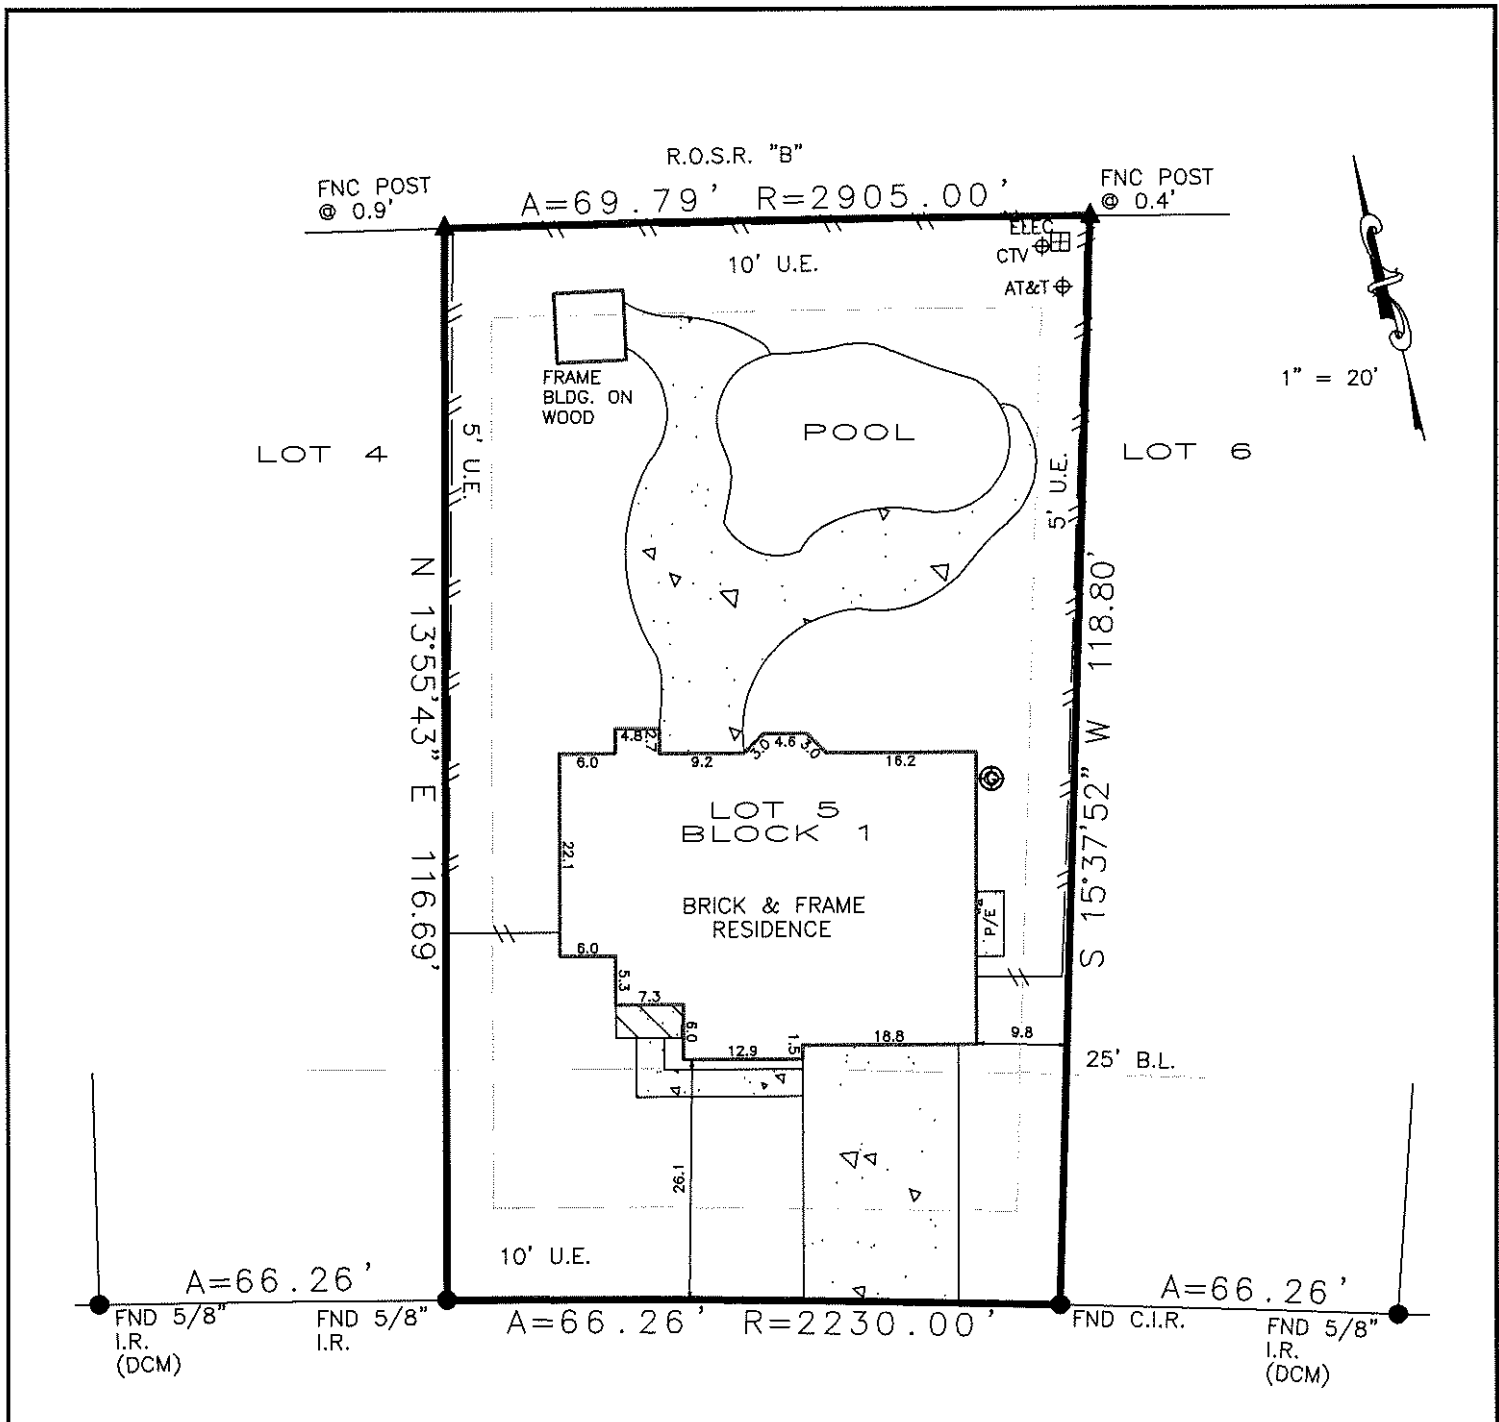 R.O.S.R. "B"
FNC POST
@ 0.9'
A=69.79' R=2905.00'
FNC POST
@ 0.4'
ELEC
CTV
10' U.E.
AT&T
1" = 20'
FRAME
BLDG. ON
WOOD
POOL
LOT 4
5' U.E.
5' U.E.
LOT 6
N 13°55'43" E 116.69'
S 15°37'52" W 118.80'
4.8
2.7
6.0
9.2
3.0
4.6
3.0
16.2
G
LOT 5
BLOCK 1
22.1
BRICK & FRAME
RESIDENCE
P/E
6.0
5.3
7.3
6.0
12.9
1.5
18.8
9.8
25' B.L.
26.1
10' U.E.
A=66.26'
A=66.26' R=2230.00'
A=66.26'
FND 5/8"
I.R.
(DCM)
FND 5/8"
I.R.
FND C.I.R.
FND 5/8"
I.R.
(DCM)